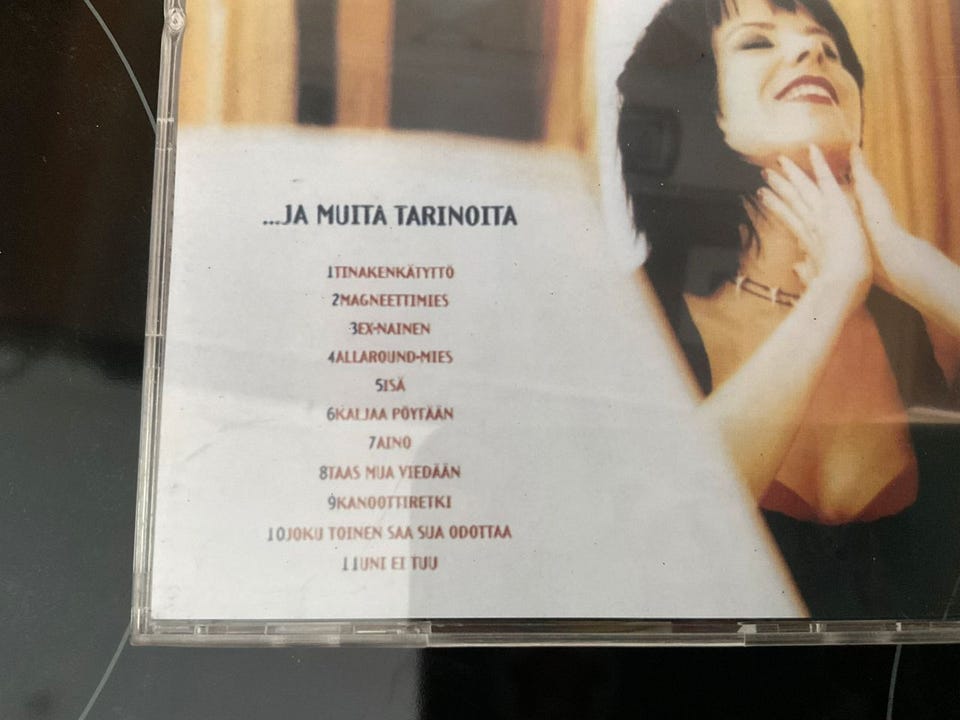 ...JA MUITA TARINOITA
1TINAKENKÄTYTTÖ
2MAGNEETTIMIES
3EX-NAINEN
4ALLAROUND-MIES
5ISÄ
6KALJAA PÖYTÄÄN
7AINO
8TAAS MUA VIEDÄÄN
9KANOOTTIRETKI
10JOKU TOINEN SAA SUA ODOTTAA
11UNI EI TUU